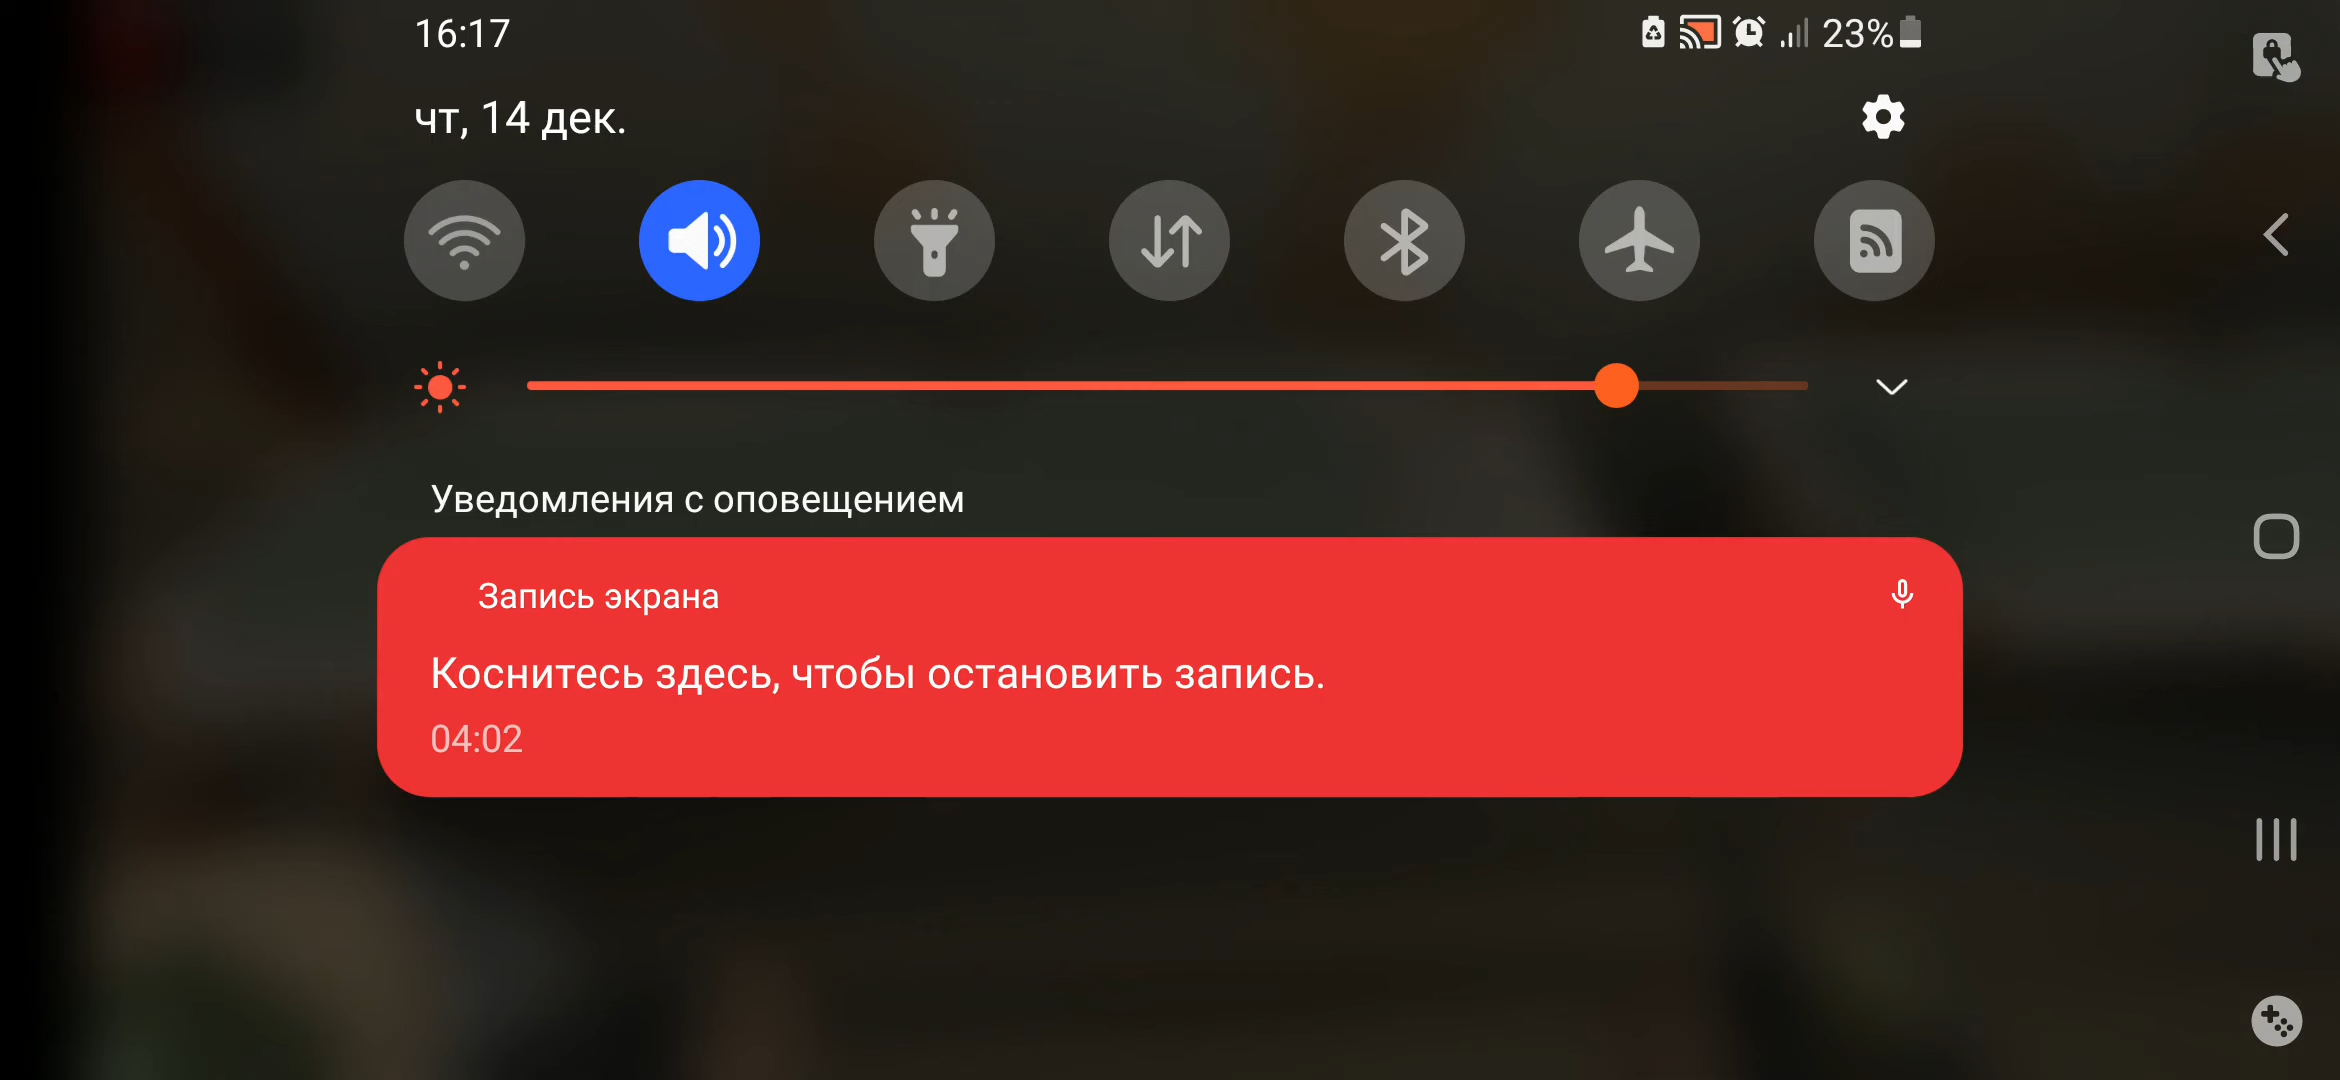 16:17
23%
чт, 14 дек.
Уведомления с оповещением
Запись экрана
Коснитесь здесь, чтобы остановить запись.
04:02